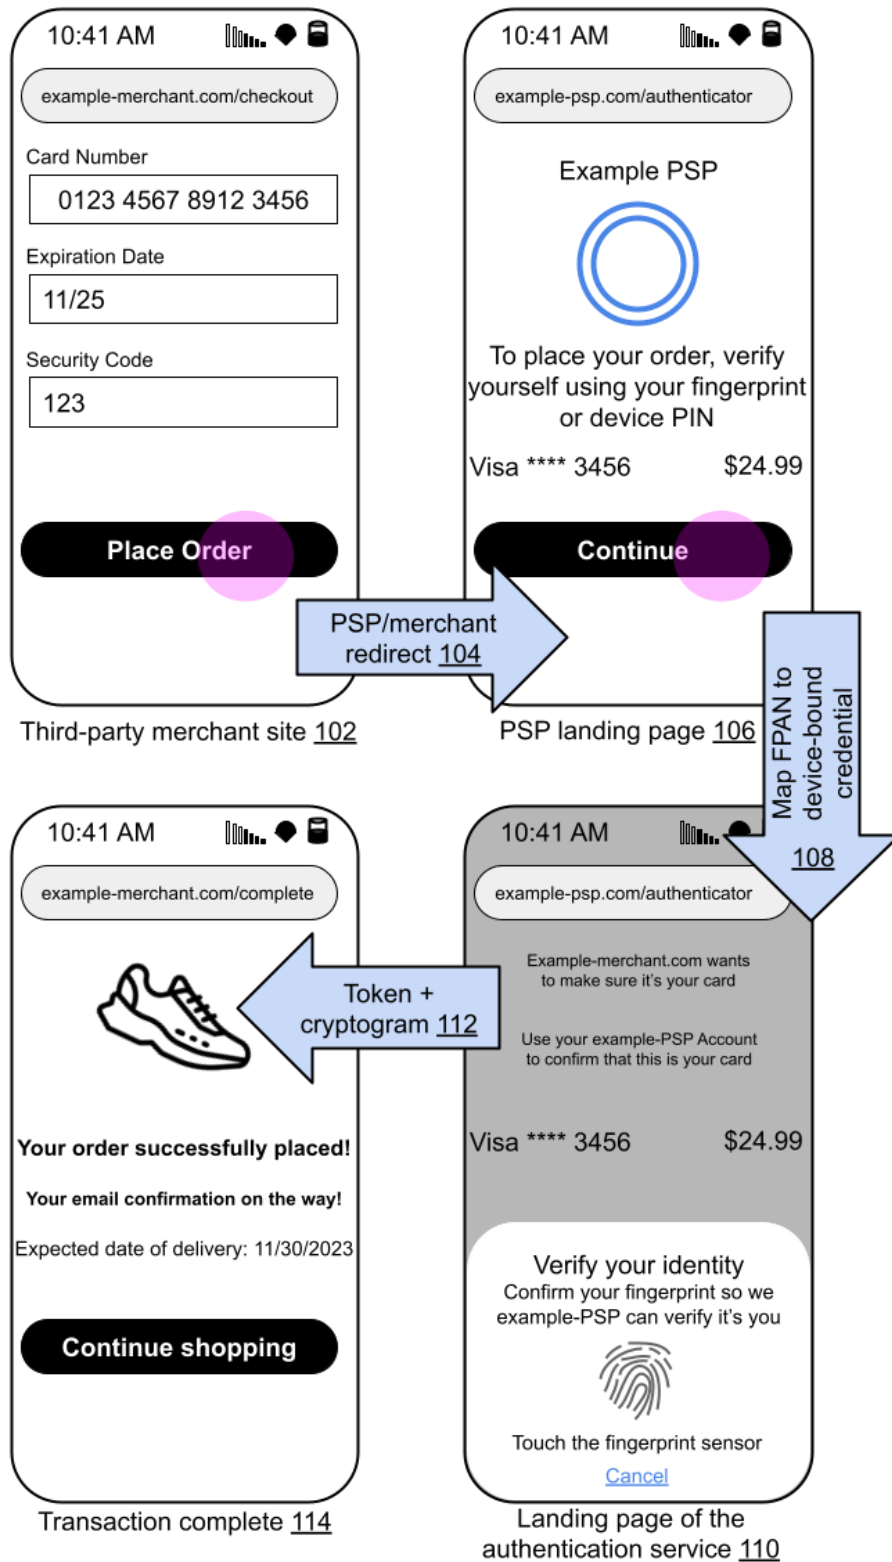 10:41 AM
example-merchant.com/checkout
Card Number
0123 4567 8912 3456
Expiration Date
11/25
Security Code
123
Place Order
Third-party merchant site 102
PSP/merchant
redirect 104
10:41 AM
example-psp.com/authenticator
Example PSP
To place your order, verify
yourself using your fingerprint
or device PIN
Visa **** 3456 $24.99
Continue
PSP landing page 106
Map FPAN to
device-bound
credential
108
10:41 AM
example-psp.com/authenticator
Example-merchant.com wants
to make sure it's your card
Use your example-PSP Account
to confirm that this is your card
Visa **** 3456 $24.99
Verify your identity
Confirm your fingerprint so we
example-PSP can verify it's you
Touch the fingerprint sensor
Cancel
Landing page of the
authentication service 110
Token +
cryptogram 112
10:41 AM
example-merchant.com/complete
Your order successfully placed!
Your email confirmation on the way!
Expected date of delivery: 11/30/2023
Continue shopping
Transaction complete 114